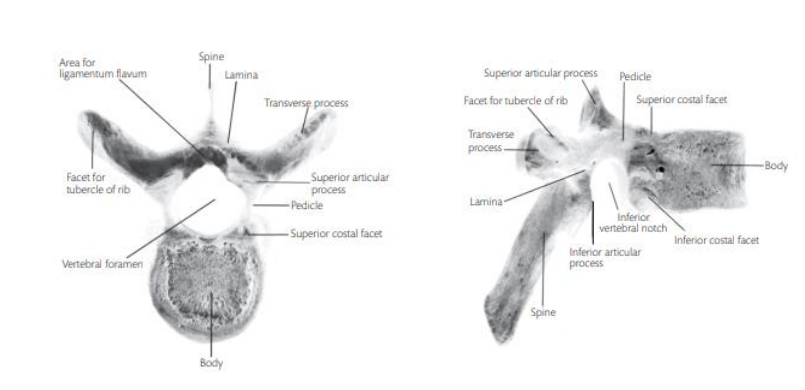 Spine
Area for
ligamentum flavum
Lamina
Transverse process
Facet for
tubercle of rib
Superior articular
process
Pedicle
Superior costal facet
Vertebral foramen
Body
Superior articular process
Pedicle
Facet for tubercle of rib
Superior costal facet
Transverse
process
Body
Lamina
Inferior
vertebral notch
Inferior costal facet
Inferior articular
process
Spine